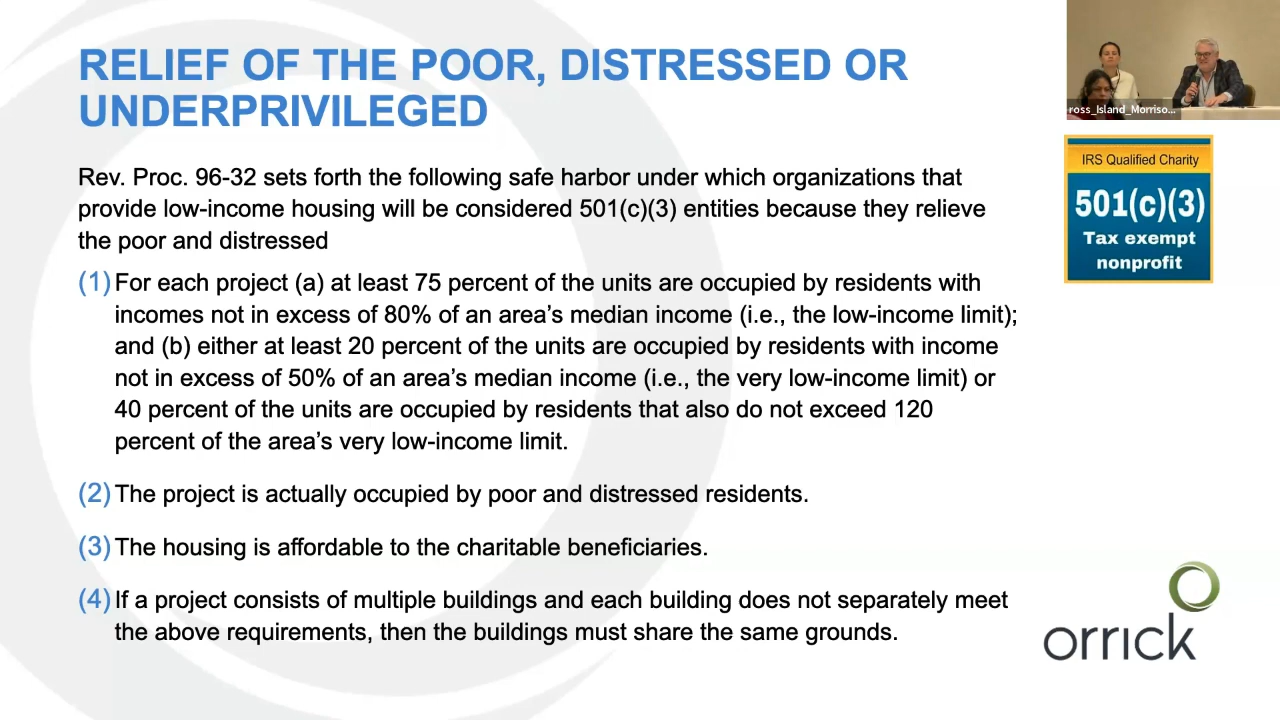 RELIEF OF THE POOR, DISTRESSED OR
UNDERPRIVILEGED
Rev. Proc. 96-32 sets forth the following safe harbor under which organizations that
provide low-income housing will be considered 501(c)(3) entities because they relieve
the poor and distressed
(1) For each project (a) at least 75 percent of the units are occupied by residents with
incomes not in excess of 80% of an area’s median income (i.e., the low-income limit);
and (b) either at least 20 percent of the units are occupied by residents with income
not in excess of 50% of an area’s median income (i.e., the very low-income limit) or
40 percent of the units are occupied by residents that also do not exceed 120
percent of the area’s very low-income limit.
(2) The project is actually occupied by poor and distressed residents.
(3) The housing is affordable to the charitable beneficiaries.
(4) If a project consists of multiple buildings and each building does not separately meet
the above requirements, then the buildings must share the same grounds.
ross_Island_Morriso...
IRS Qualified Charity
501(c)(3)
Tax exempt
nonprofit
orrick